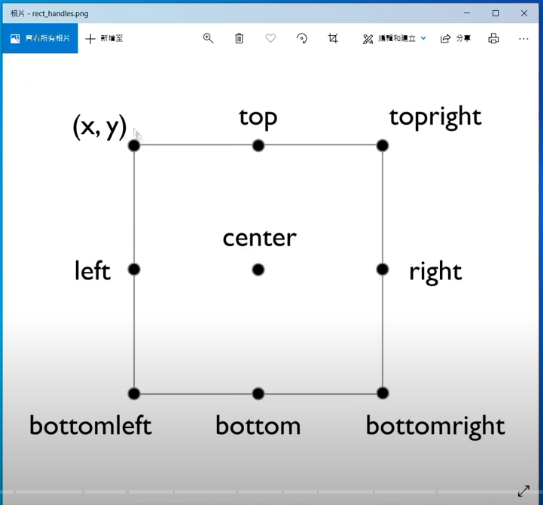 相片 - rect_handles.png
查看所有相片
新增至
編輯和建立
分享
(x, y)
top
topright
center
left
right
bottomleft
bottom
bottomright